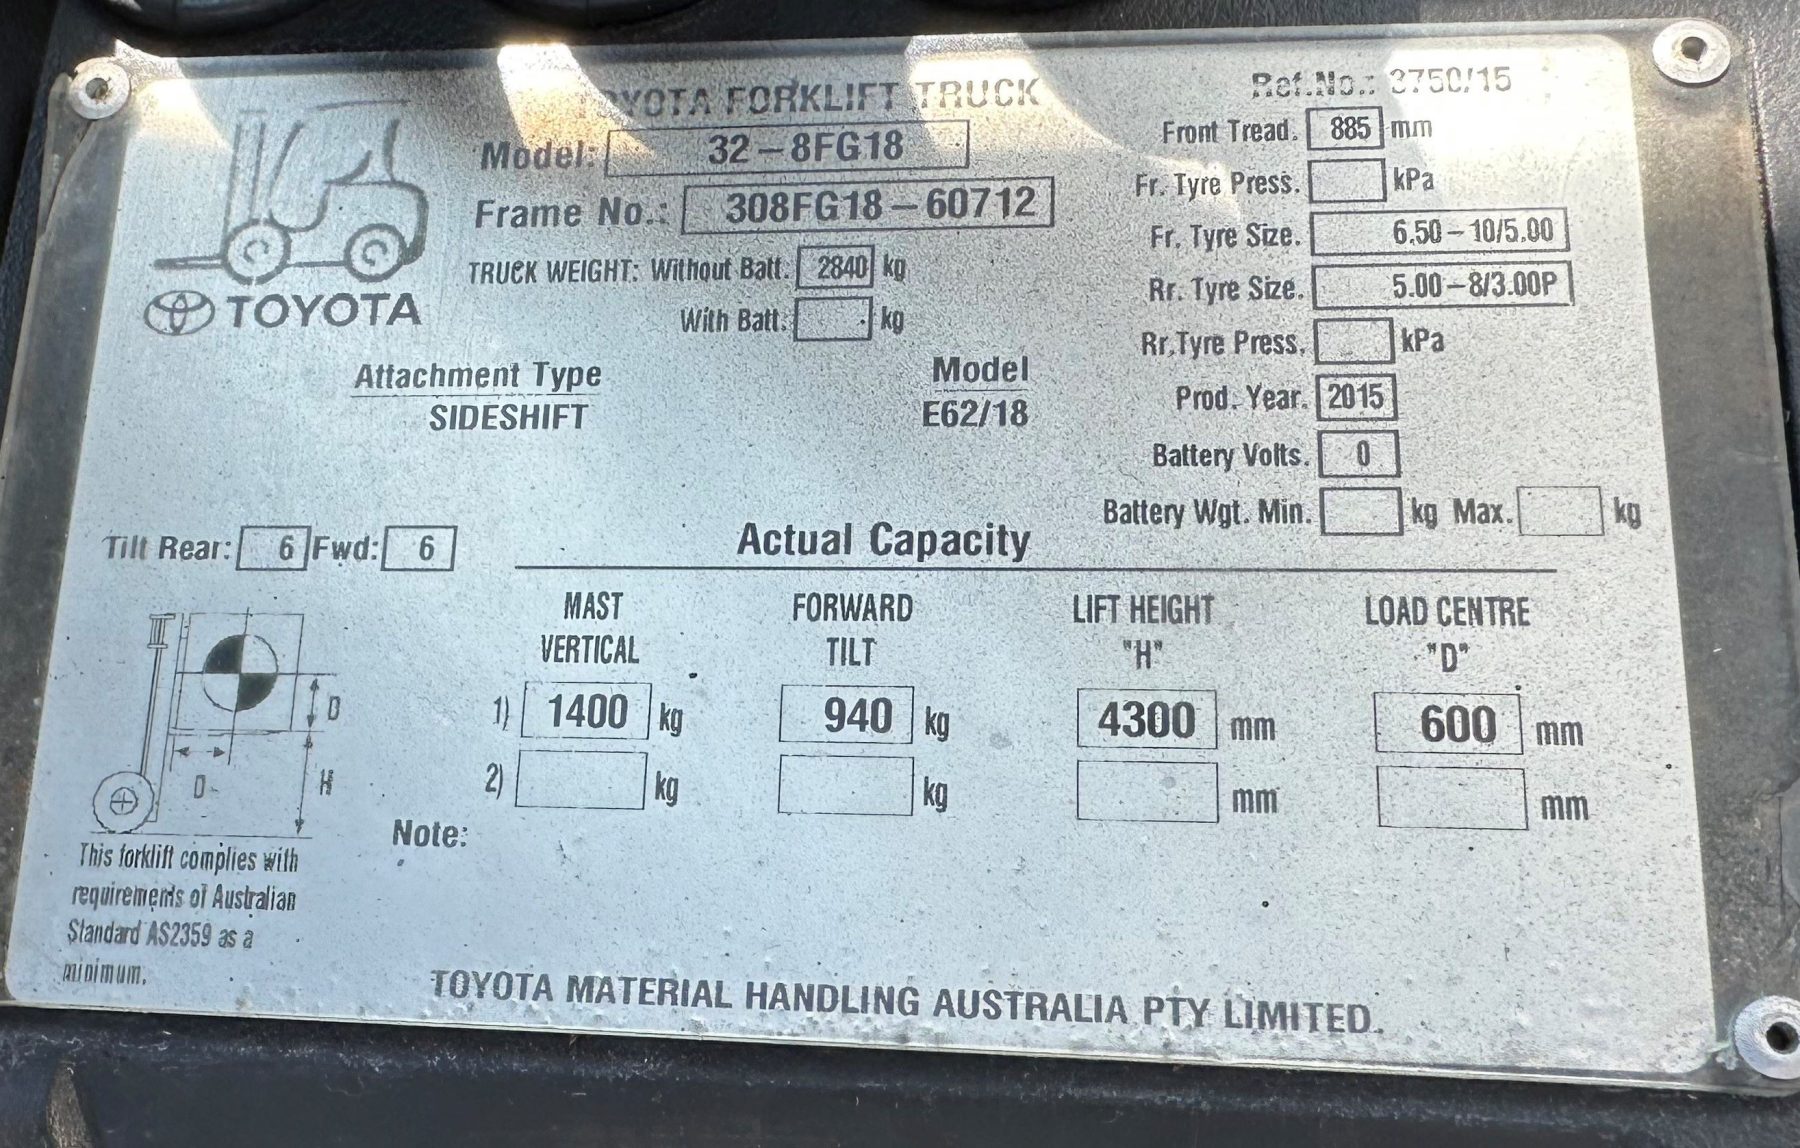 TOYOTA FORKLIFT TRUCK
Ref.No.: 3750/15
Model: 32-8FG18
Frame No.: 308FG18-60712
TRUCK WEIGHT: Without Batt. 2840 kg
With Batt. kg
TOYOTA
Attachment Type Model
SIDESHIFT E62/18
Front Tread. 885 mm
Fr. Tyre Press. kPa
Fr. Tyre Size. 6.50-10/5.00
Rr. Tyre Size. 5.00-8/3.00P
Rr.Tyre Press. kPa
Prod. Year. 2015
Battery Volts. 0
Battery Wgt. Min. kg Max. kg
Tilt Rear: 6 Fwd: 6
Actual Capacity
MAST FORWARD LIFT HEIGHT LOAD CENTRE
VERTICAL TILT "H" "D"
1) 1400 kg 940 kg 4300 mm 600 mm
2) kg kg mm mm
D
D
H
Note:
This forklift complies with
requirements of Australian
Standard AS2359 as a
minimum.
TOYOTA MATERIAL HANDLING AUSTRALIA PTY LIMITED.